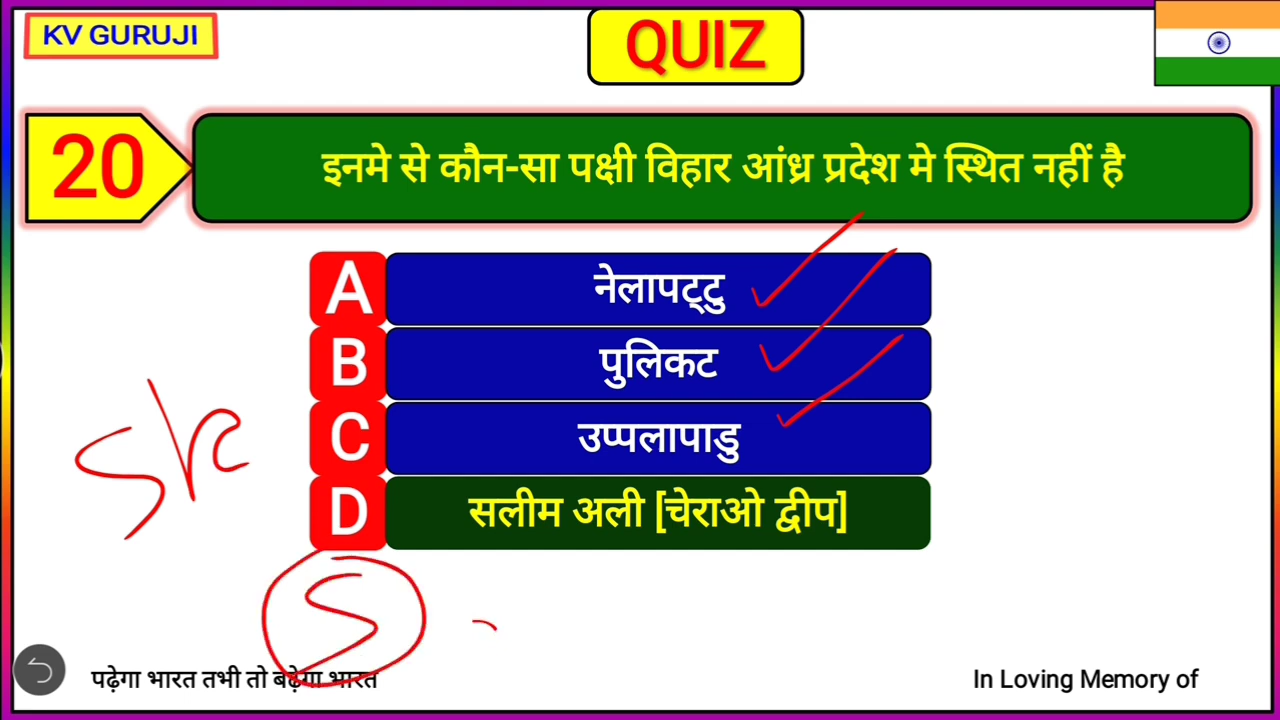 KV GURUJI
QUIZ
20
इनमे से कौन-सा पक्षी विहार आंध्र प्रदेश मे स्थित नहीं है
A नेलापट्टु
B पुलिकट
C उप्पलापाडु
D सलीम अली [चेराओ द्वीप]
S
पढ़ेगा भारत तभी तो बढ़ेगा भारत
In Loving Memory of